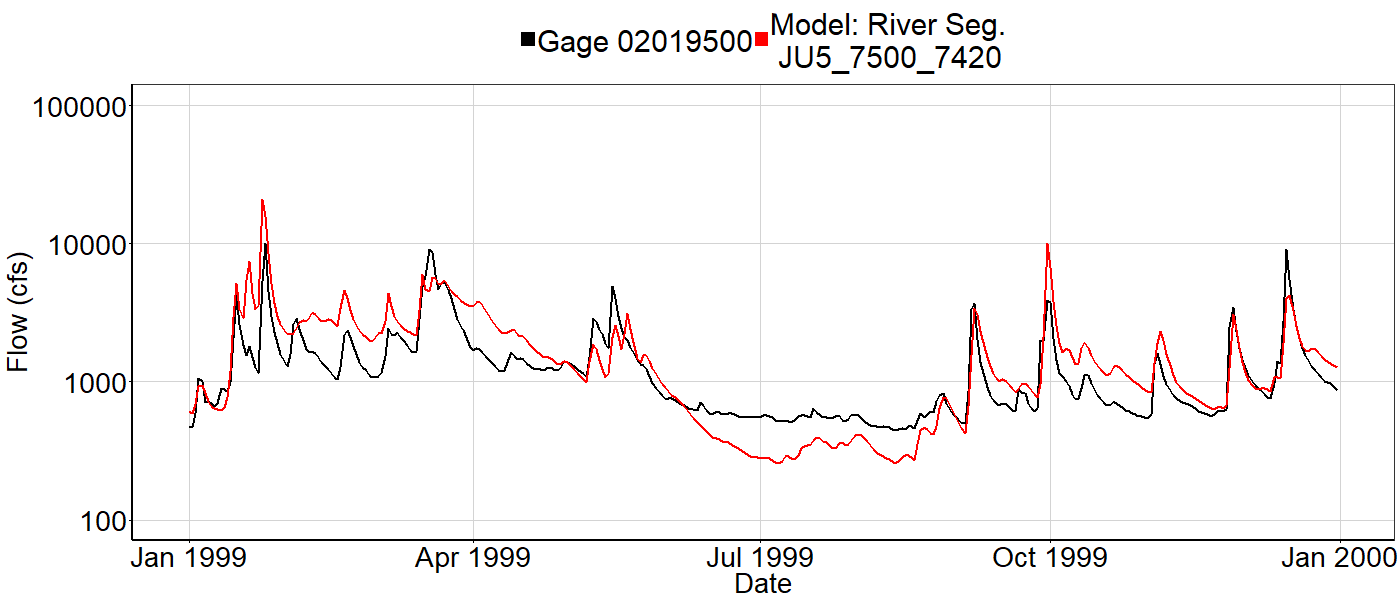 Gage 02019500
Model: River Seg.
JU5_7500_7420
100000
10000
1000
100
Flow (cfs)
Jan 1999
Apr 1999
Jul 1999
Oct 1999
Jan 2000
Date